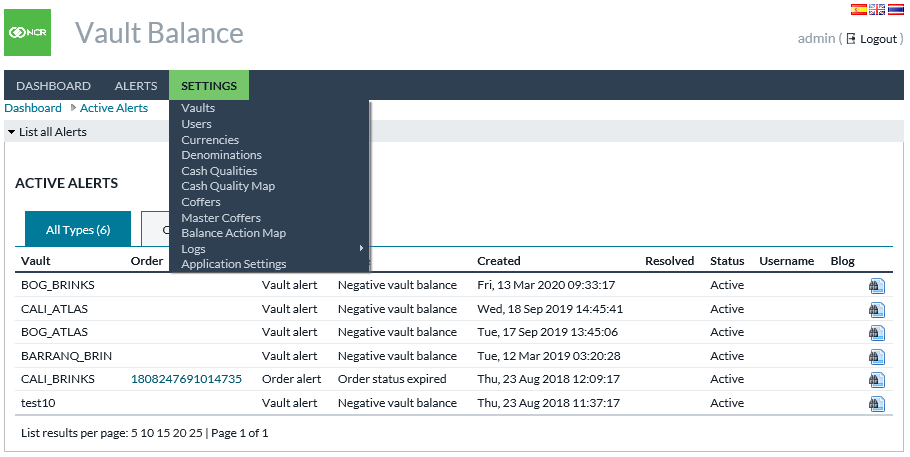 NCR
Vault Balance
admin ( Logout )
DASHBOARD ALERTS SETTINGS
Dashboard Active Alerts
List all Alerts
Vaults
Users
Currencies
Denominations
Cash Qualities
Cash Quality Map
Coffers
Master Coffers
Balance Action Map
Logs
Application Settings
ACTIVE ALERTS
All Types (6)
Vault Order Created Resolved Status Username Blog
BOG_BRINKS Vault alert Negative vault balance Fri, 13 Mar 2020 09:33:17 Active
CALI_ATLAS Vault alert Negative vault balance Wed, 18 Sep 2019 14:45:41 Active
BOG_ATLAS Vault alert Negative vault balance Tue, 17 Sep 2019 13:45:06 Active
BARRANQ_BRIN Vault alert Negative vault balance Tue, 12 Mar 2019 03:20:28 Active
CALI_BRINKS 1808247691014735 Order alert Order status expired Thu, 23 Aug 2018 12:09:17 Active
test10 Vault alert Negative vault balance Thu, 23 Aug 2018 11:37:17 Active
List results per page: 5 10 15 20 25 | Page 1 of 1